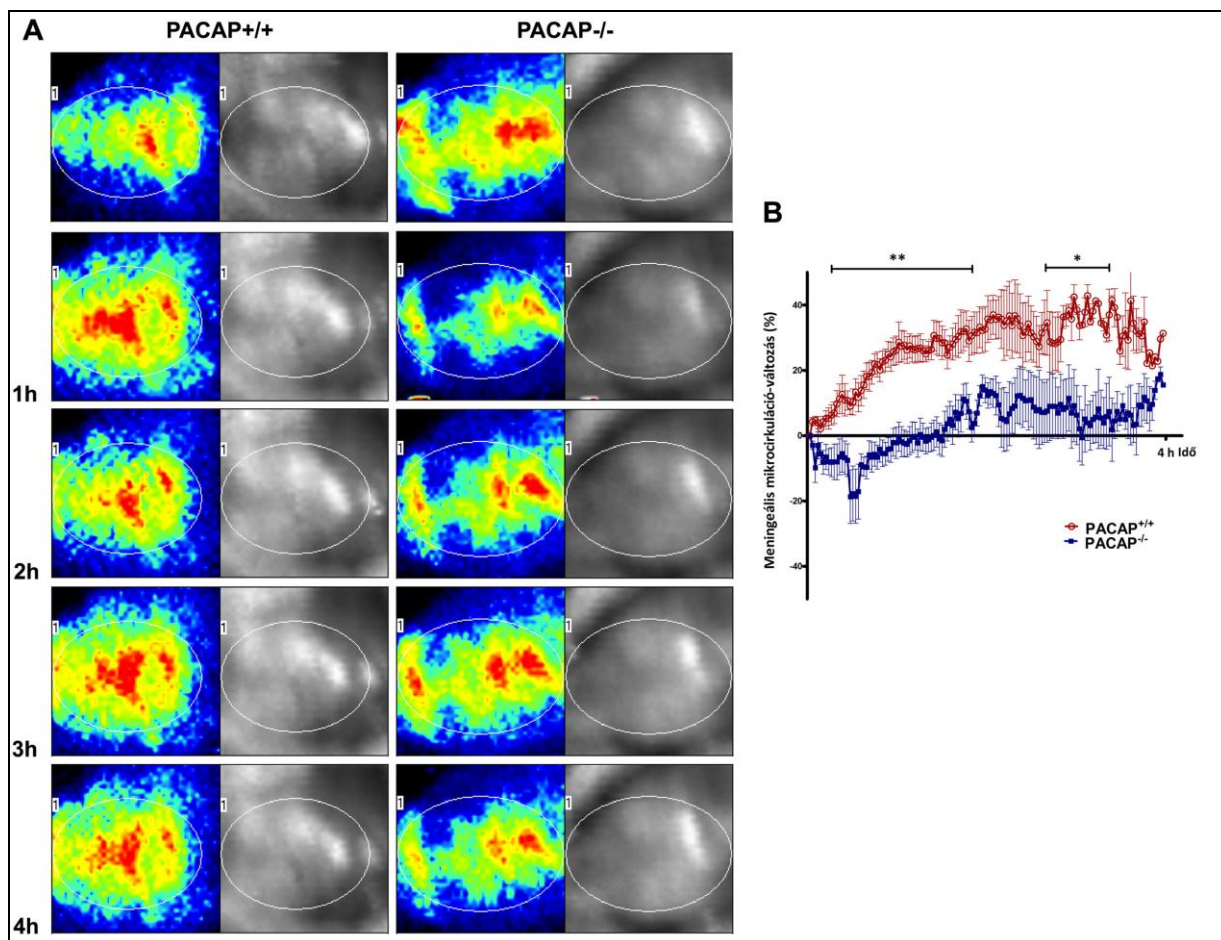 A
PACAP+/+
PACAP-/-
1
1
1
1
1
1
1
1
1h
1
1
1
1
2h
1
1
1
1
3h
1
1
1
1
4h
B
**
*
Meningeális mikrocirkuláció-változás (%)
40
20
0
-20
-40
4 h Idő
PACAP+/+
PACAP-/-